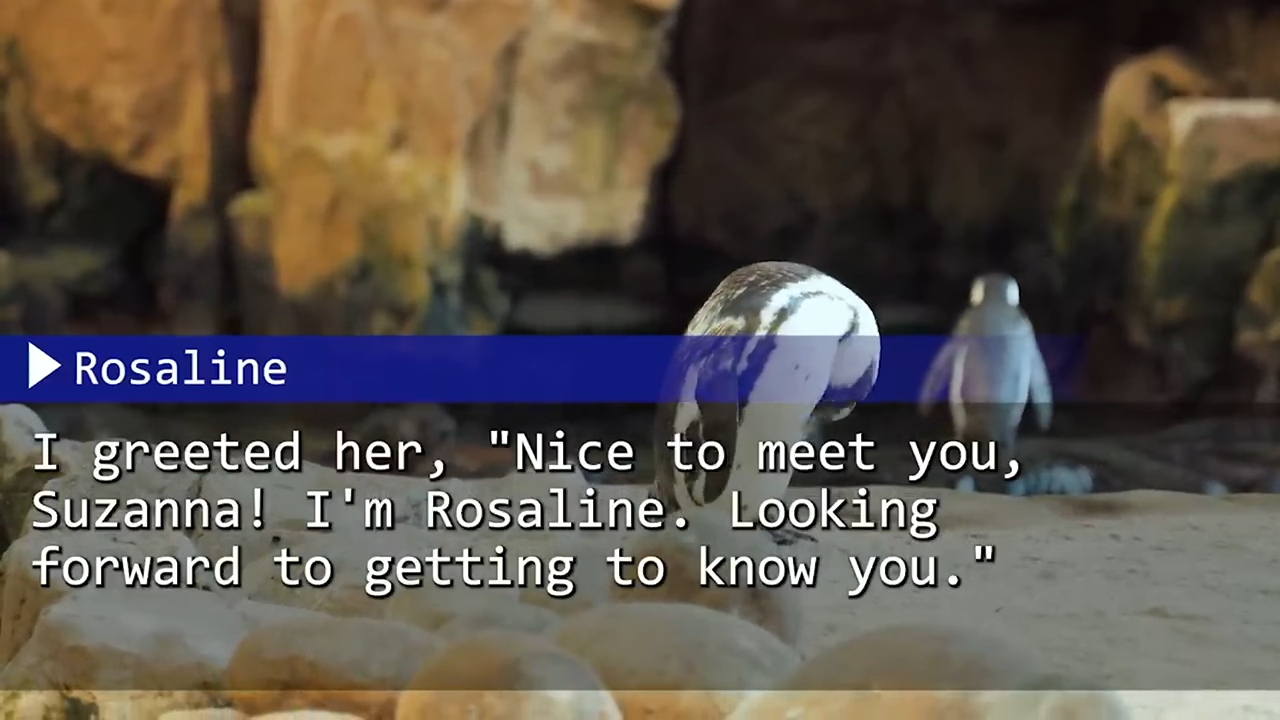 Rosaline
I greeted her, "Nice to meet you,
Suzanna! I'm Rosaline. Looking
forward to getting to know you."